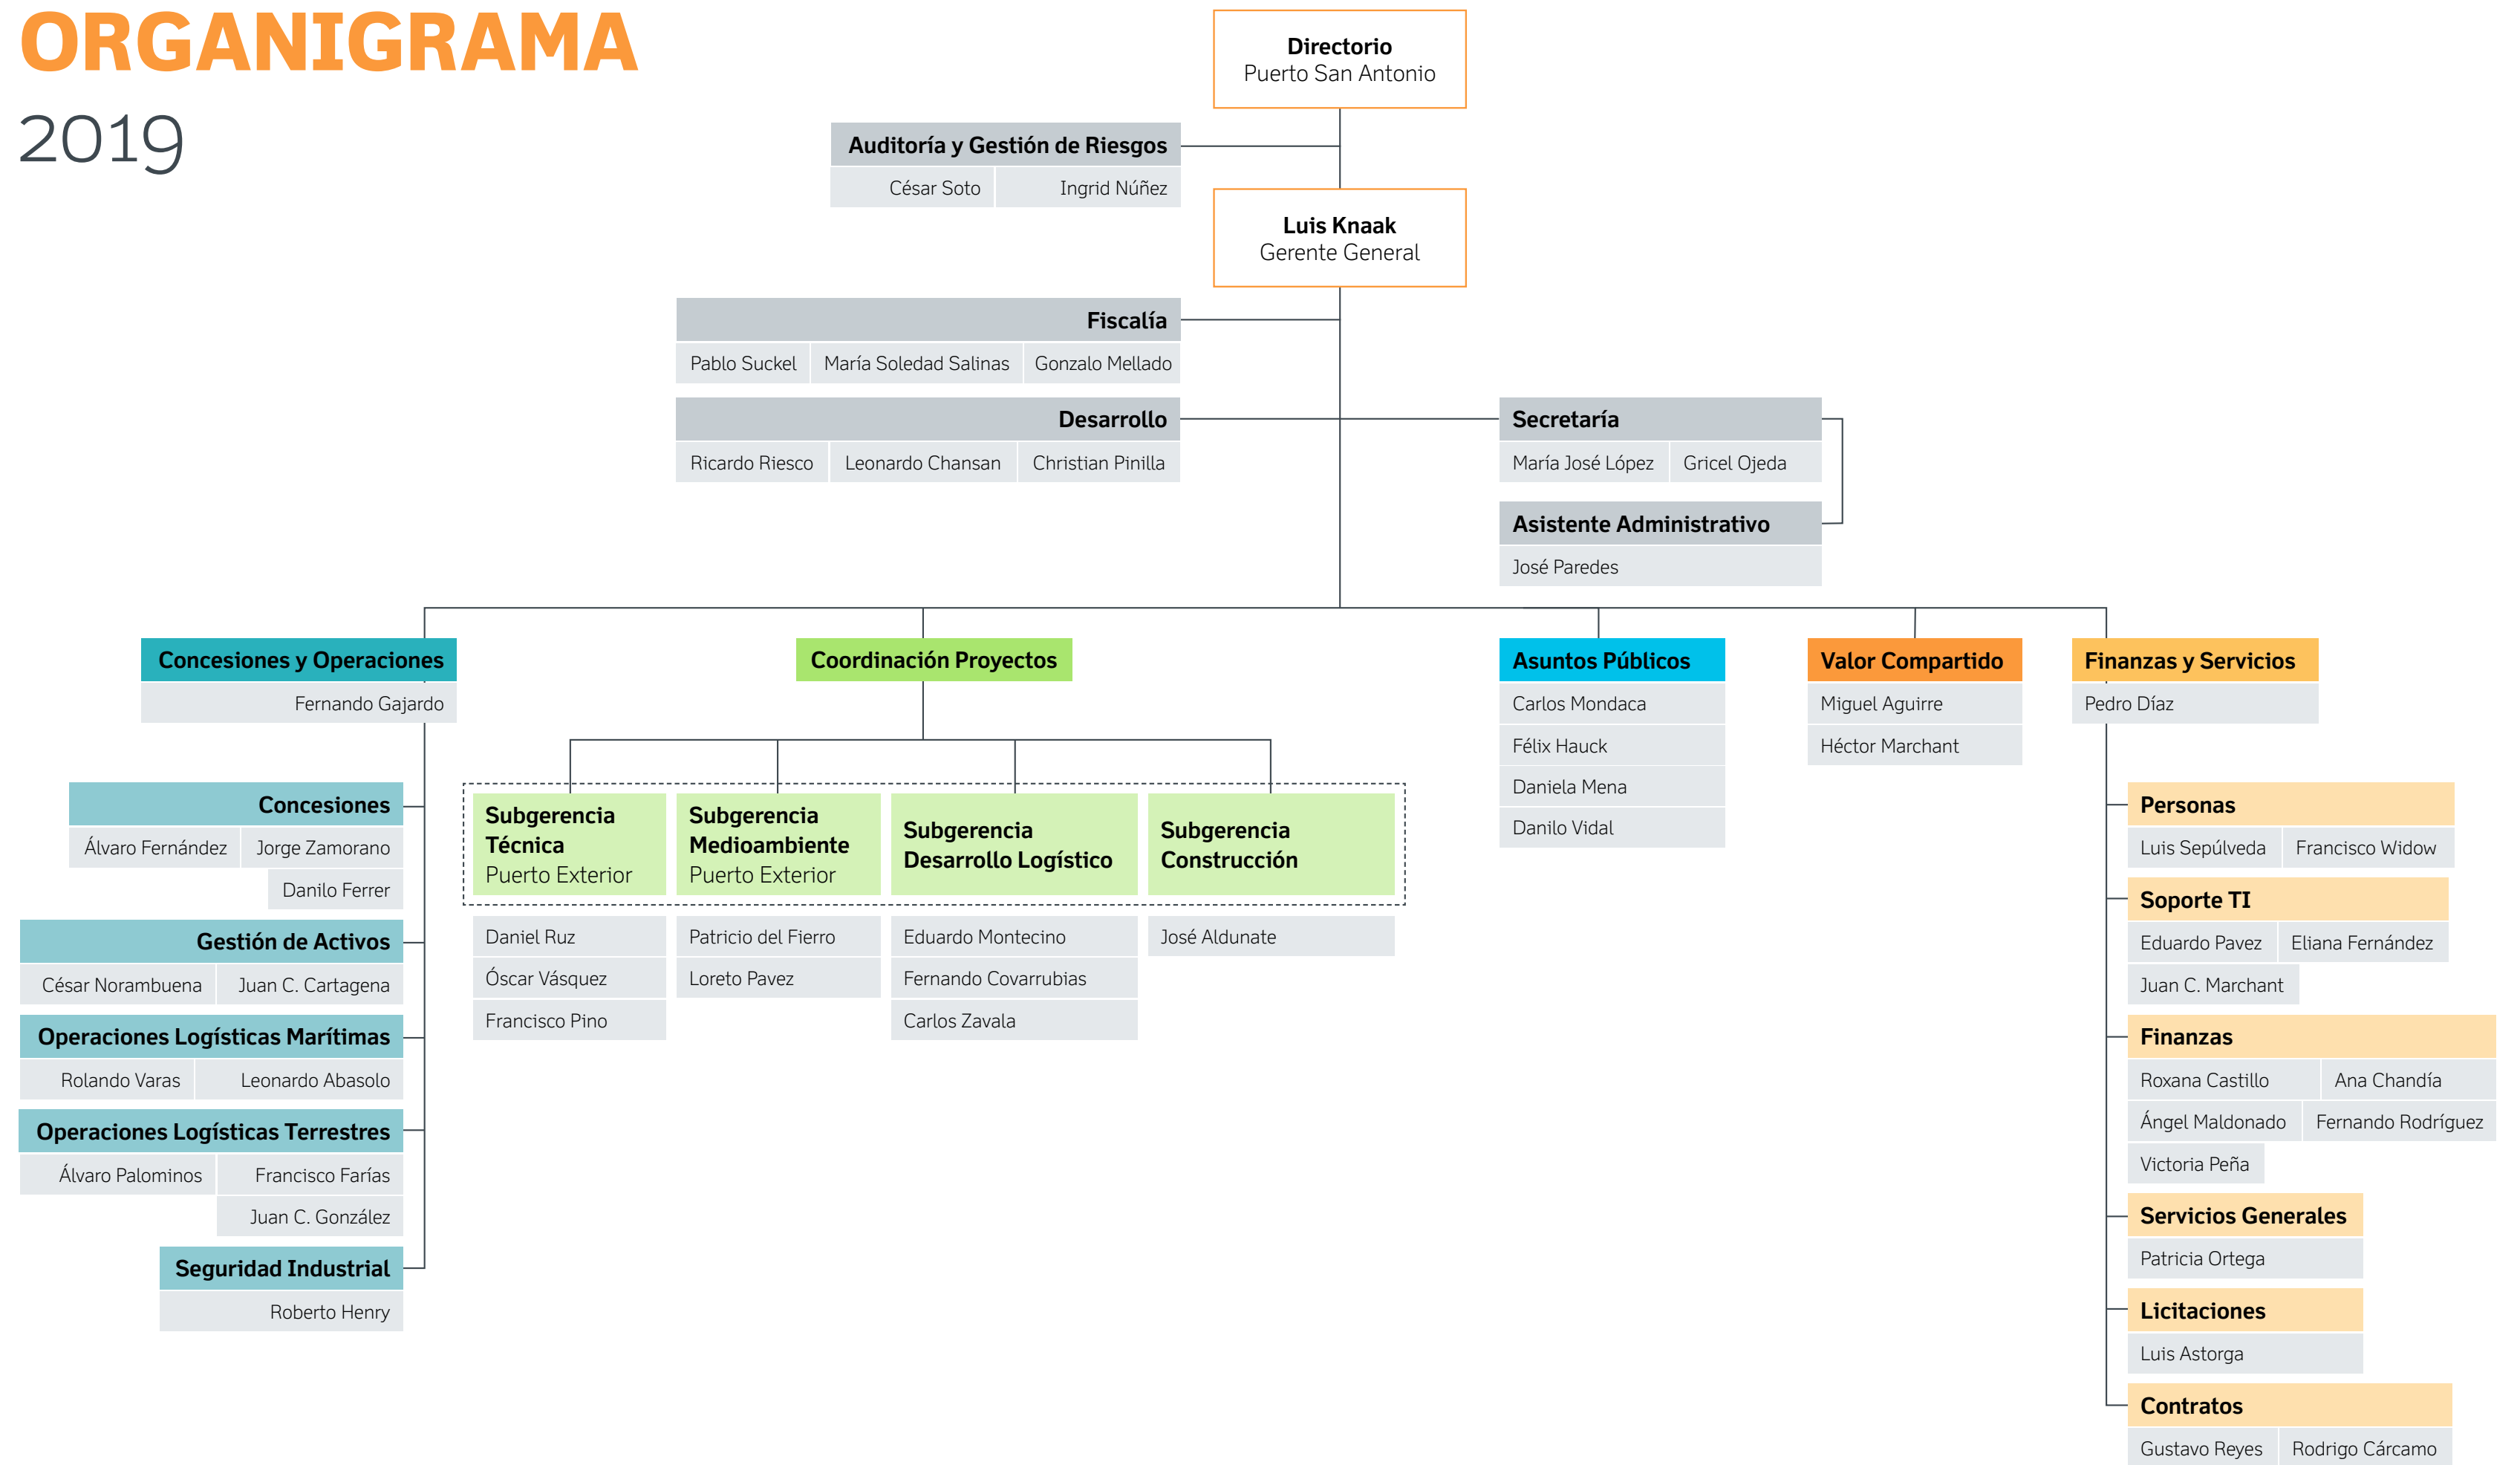 ORGANIGRAMA
2019
Directorio
Puerto San Antonio
Auditoría y Gestión de Riesgos
César Soto
Ingrid Núñez
Luis Knaak
Gerente General
Fiscalía
Pablo Suckel
María Soledad Salinas
Gonzalo Mellado
Desarrollo
Ricardo Riesco
Leonardo Chansan
Christian Pinilla
Secretaría
María José López
Gricel Ojeda
Asistente Administrativo
José Paredes
Concesiones y Operaciones
Fernando Gajardo
Concesiones
Álvaro Fernández
Jorge Zamorano
Danilo Ferrer
Gestión de Activos
César Norambuena
Juan C. Cartagena
Operaciones Logísticas Marítimas
Rolando Varas
Leonardo Abasolo
Operaciones Logísticas Terrestres
Álvaro Palominos
Francisco Farías
Juan C. González
Seguridad Industrial
Roberto Henry
Coordinación Proyectos
Subgerencia
Técnica
Puerto Exterior
Daniel Ruz
Óscar Vásquez
Francisco Pino
Subgerencia
Medioambiente
Puerto Exterior
Patricio del Fierro
Loreto Pavez
Subgerencia
Desarrollo Logístico
Eduardo Montecino
Fernando Covarrubias
Carlos Zavala
Subgerencia
Construcción
José Aldunate
Asuntos Públicos
Carlos Mondaca
Félix Hauck
Daniela Mena
Danilo Vidal
Valor Compartido
Miguel Aguirre
Héctor Marchant
Finanzas y Servicios
Pedro Díaz
Personas
Luis Sepúlveda
Francisco Widow
Soporte TI
Eduardo Pavez
Eliana Fernández
Juan C. Marchant
Finanzas
Roxana Castillo
Ana Chandía
Ángel Maldonado
Fernando Rodríguez
Victoria Peña
Servicios Generales
Patricia Ortega
Licitaciones
Luis Astorga
Contratos
Gustavo Reyes
Rodrigo Cárcamo